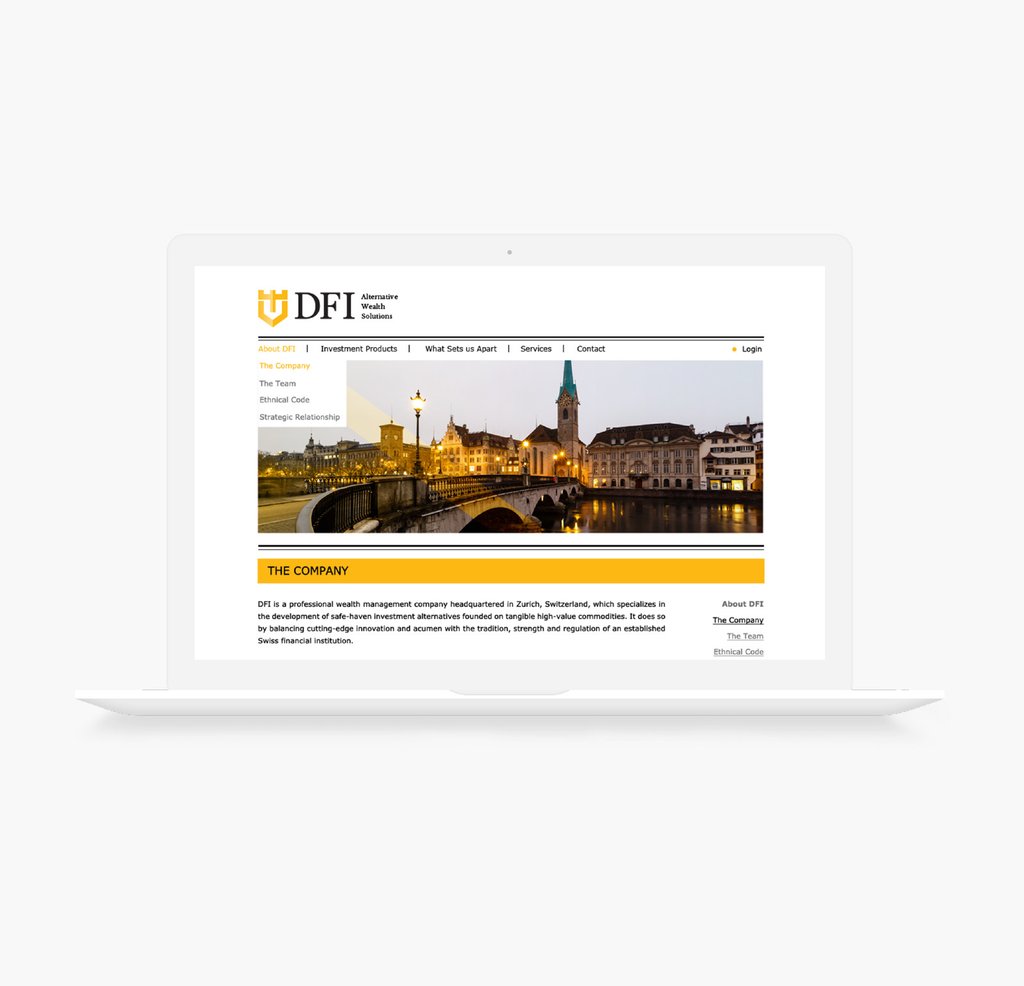 DFI
Alternative
Wealth
Solutions
About DFI | Investment Products | What Sets us Apart | Services | Contact
Login
The Company
The Team
Ethnical Code
Strategic Relationship
THE COMPANY
DFI is a professional wealth management company headquartered in Zurich, Switzerland, which specializes in
the development of safe-haven investment alternatives founded on tangible high-value commodities. It does so
by balancing cutting-edge innovation and acumen with the tradition, strength and regulation of an established
Swiss financial institution.
About DFI
The Company
The Team
Ethnical Code